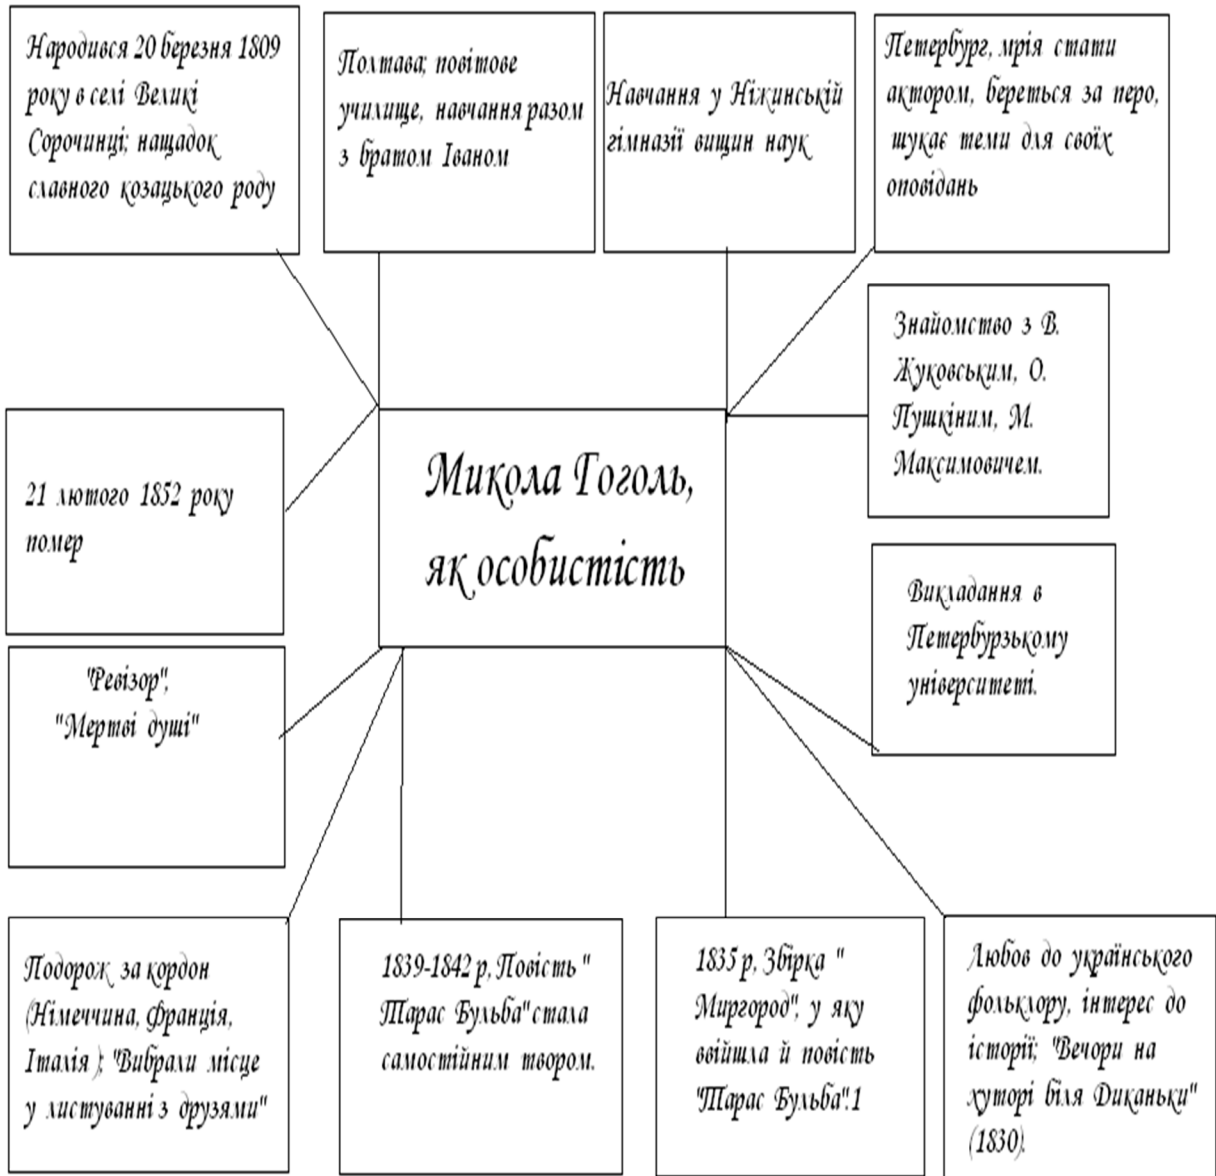 Народився 20 березня 1809
року в селі Великі
Сорочинці; нащадок
славного козацького роду
Полтава; повітове
училище, навчання разом
з братом Іваном
Навчання у Ніжинській
гімназії вищин наук
Петербург, мрія стати
актором, береться за перо,
шукає теми для своїх
оповідань
Знайомство з В.
Жуковським, О.
Пушкіним, М.
Максимовичем.
21 лютого 1852 року
помер
Микола Гоголь,
як особистість
Викладання в
Петербурзькому
університеті.
"Ревізор",
"Мертві душі"
Подорож за кордон
(Німеччина, Франція,
Італія ); "Вибрали місце
у листуванні з друзями"
1839-1842 р, Повість "
Тарас Бульба" стала
самостійним твором.
1835 р, Збірка "
Миргород", у яку
ввійшла й повість
"Тарас Бульба".1
Любов до українського
фольклору, інтерес до
історії; "Вечори на
хуторі біля Диканьки"
(1830).